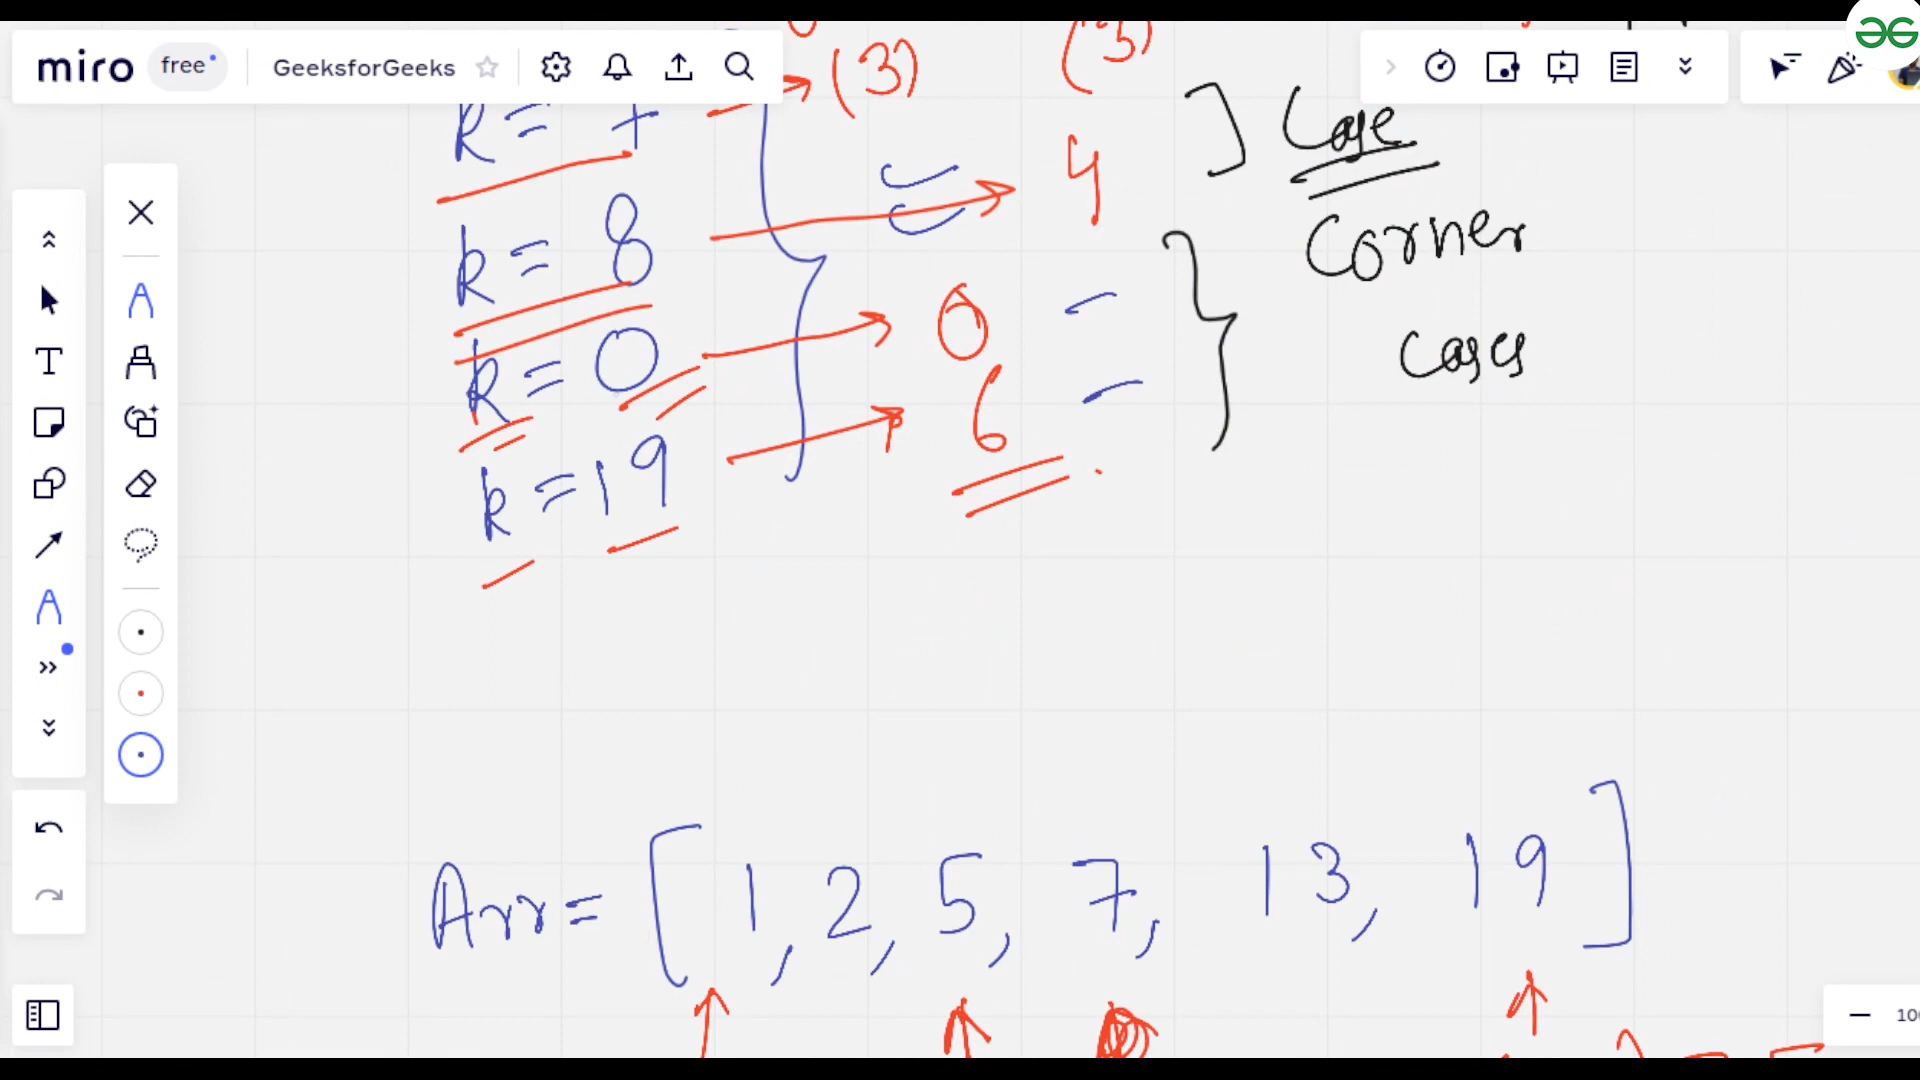 miro free GeeksforGeeks
(3) (3)
k = 7
Case
4
k = 8
Corner
k = 0 0
Cases
k = 19 6
Arr = [1, 2, 5, 7, 13, 19]